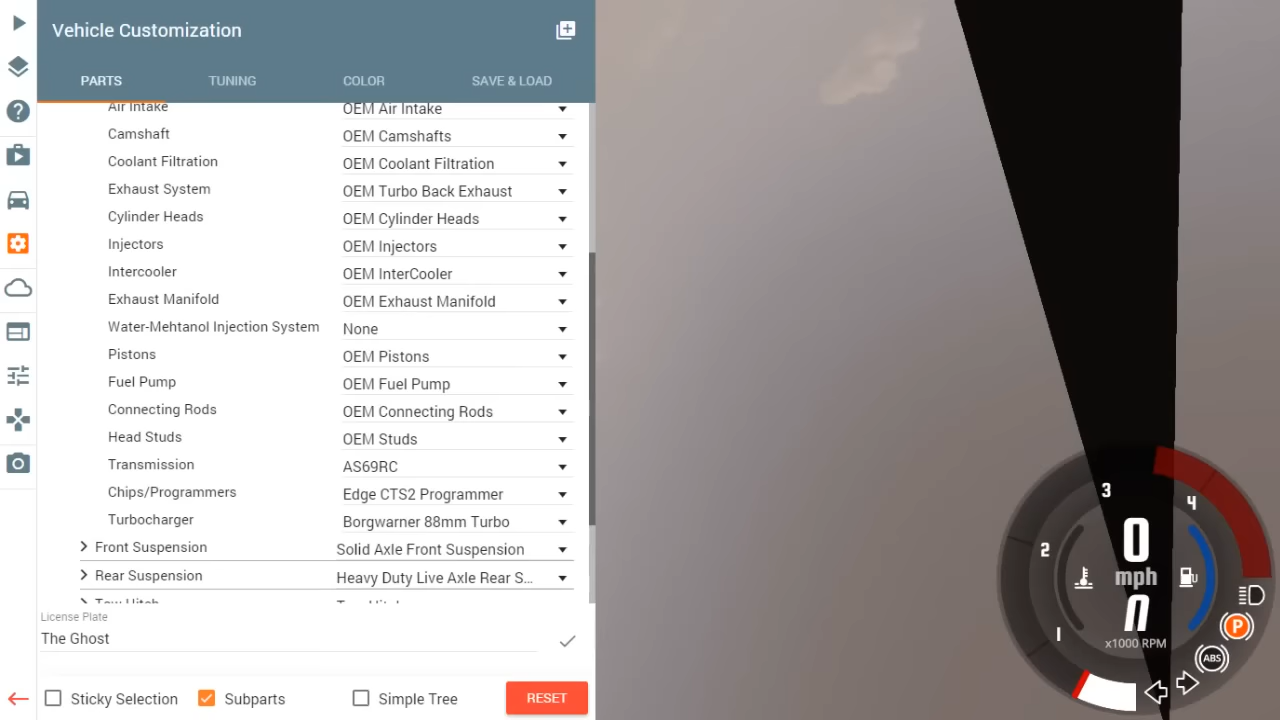 Vehicle Customization
PARTS TUNING COLOR SAVE & LOAD
Air Intake OEM Air Intake
Camshaft OEM Camshafts
Coolant Filtration OEM Coolant Filtration
Exhaust System OEM Turbo Back Exhaust
Cylinder Heads OEM Cylinder Heads
Injectors OEM Injectors
Intercooler OEM InterCooler
Exhaust Manifold OEM Exhaust Manifold
Water-Mehtanol Injection System None
Pistons OEM Pistons
Fuel Pump OEM Fuel Pump
Connecting Rods OEM Connecting Rods
Head Studs OEM Studs
Transmission AS69RC
Chips/Programmers Edge CTS2 Programmer
Turbocharger Borgwarner 88mm Turbo
Front Suspension Solid Axle Front Suspension
Rear Suspension Heavy Duty Live Axle Rear S...
Tow Hitch Tow Hitch
License Plate
The Ghost
Sticky Selection Subparts Simple Tree RESET
1
2
3
4
0
mph
n
x1000 RPM
P
ABS